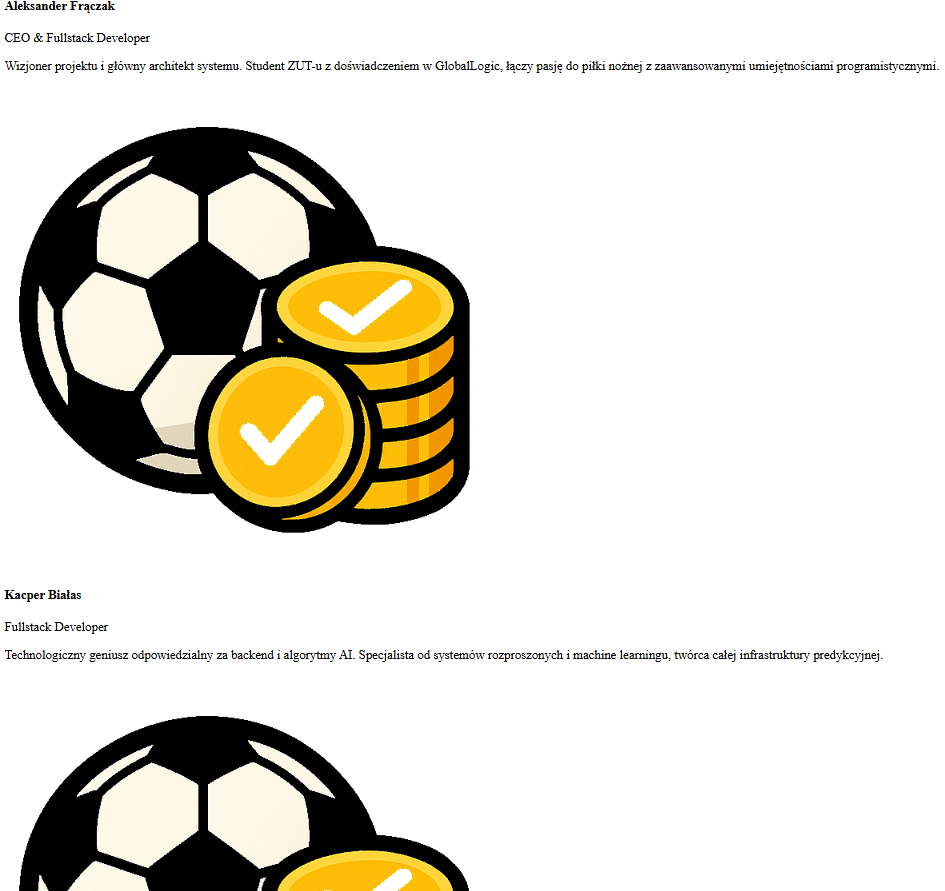 Aleksander Frączak
CEO & Fullstack Developer
Wizjoner projektu i główny architekt systemu. Student ZUT-u z doświadczeniem w GlobalLogic, łączy pasję do piłki nożnej z zaawansowanymi umiejętnościami programistycznymi.
Kacper Białas
Fullstack Developer
Technologiczny geniusz odpowiedzialny za backend i algorytmy AI. Specjalista od systemów rozproszonych i machine learningu, twórca całej infrastruktury predykcyjnej.